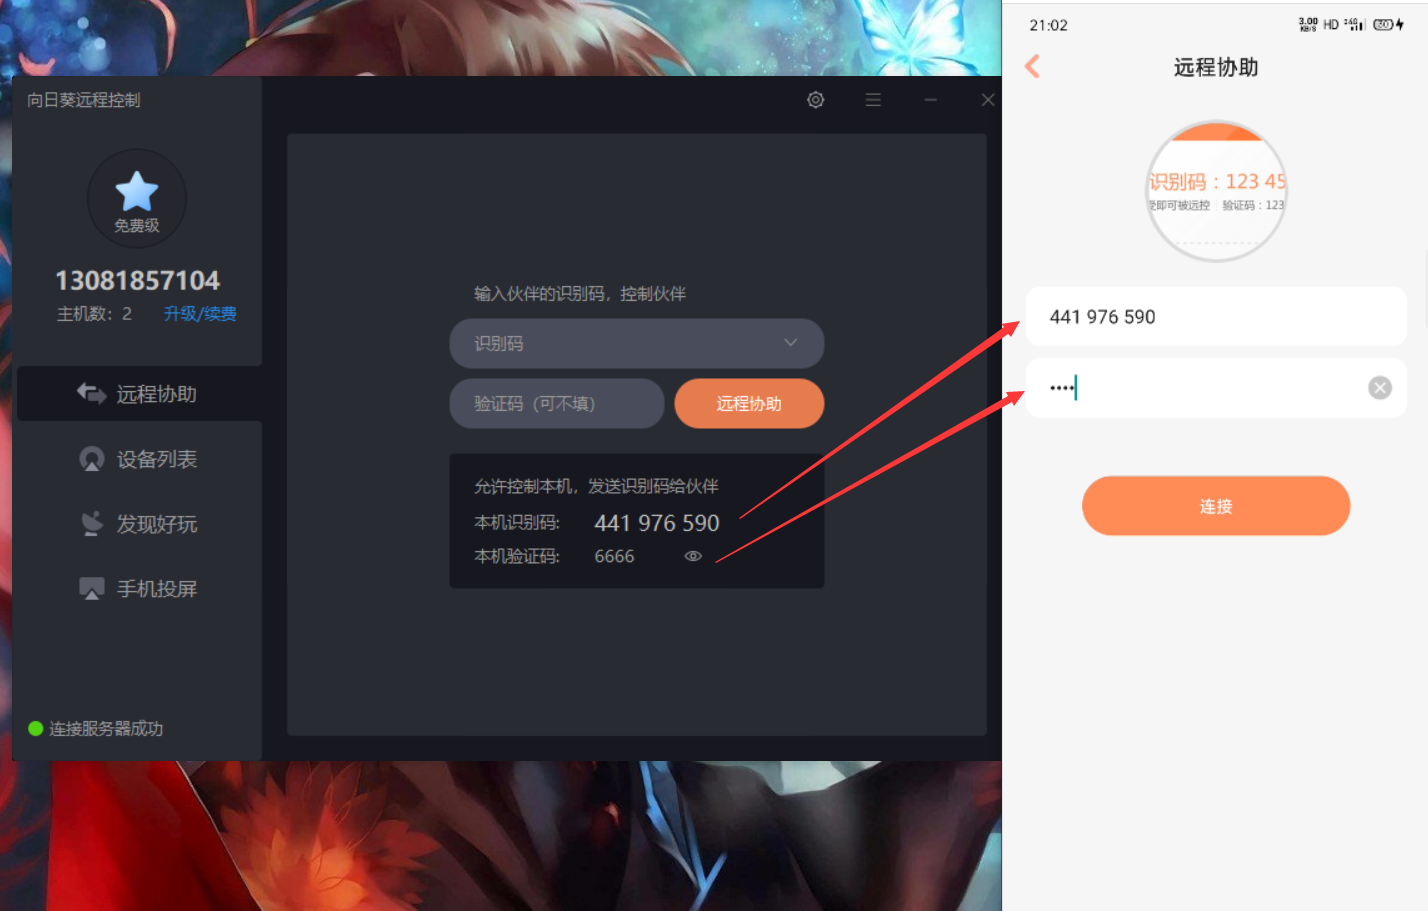 向日葵远程控制
免费级
13081857104
主机数：2 升级/续费
远程协助
设备列表
发现好玩
手机投屏
连接服务器成功
输入伙伴的识别码，控制伙伴
识别码
验证码（可不填） 远程协助
允许控制本机，发送识别码给伙伴
本机识别码: 441 976 590
本机验证码: 6666
21:02 3.00 KB/S HD 4G 20
远程协助
识别码：123 45
即可被远控 验证码：123
441 976 590
••••
连接